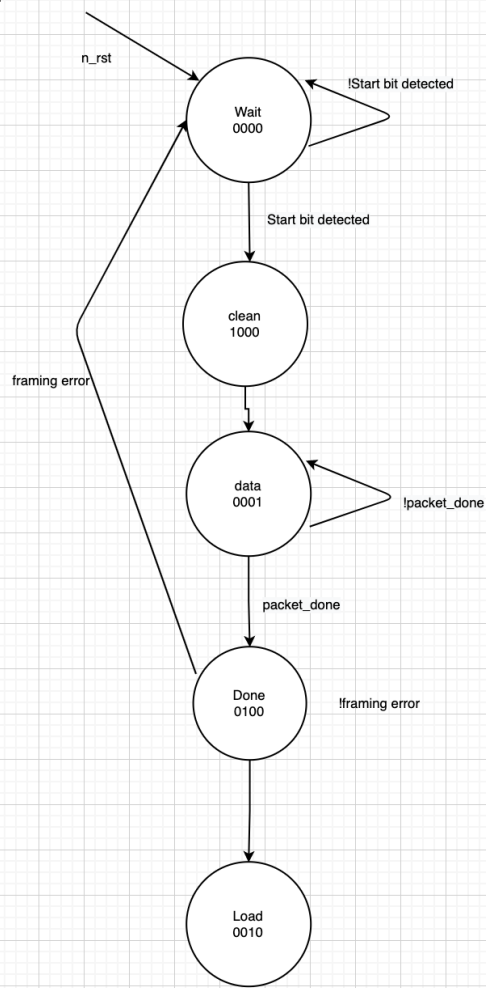 n_rst
Wait
0000
!Start bit detected
Start bit detected
clean
1000
framing error
data
0001
!packet_done
packet_done
Done
0100
!framing error
Load
0010